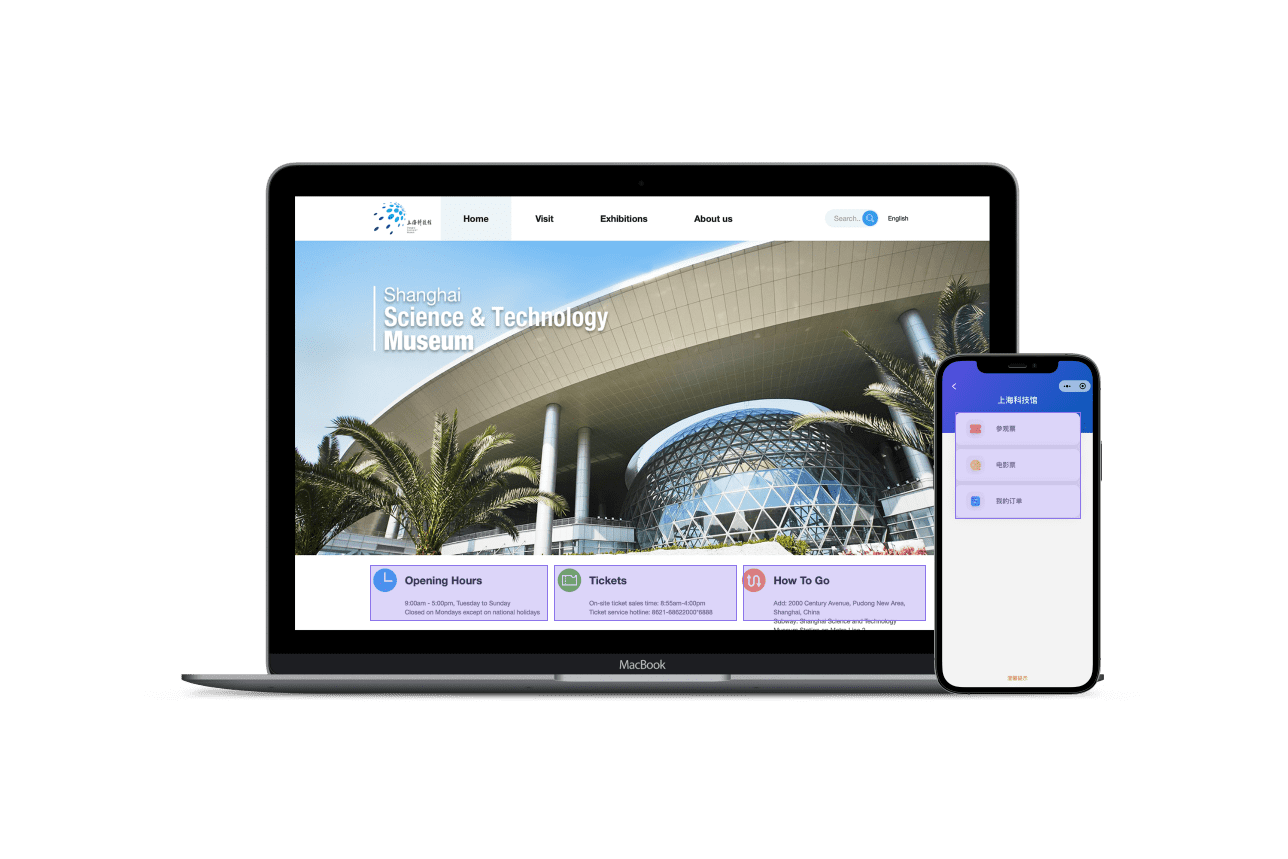 上海科技馆
Home
Visit
Exhibitions
About us
Search..
English
Shanghai
Science & Technology
Museum
Opening Hours
9:00am - 5:00pm, Tuesday to Sunday
Closed on Mondays except on national holidays
Tickets
On-site ticket sales time: 8:55am-4:00pm
Ticket service hotline: 8621-68622000*6888
How To Go
Add: 2000 Century Avenue, Pudong New Area,
Shanghai, China
Subway: Shanghai Science and Technology
Museum Station on Metro Line 2
MacBook
上海科技馆
参观票
电影票
我的订单